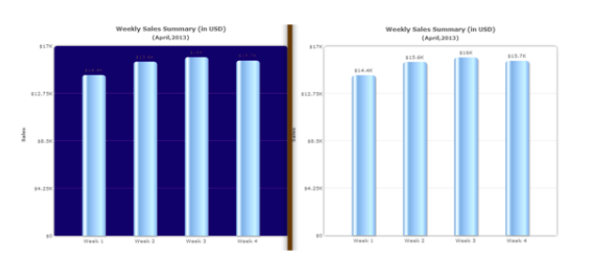 Weekly Sales Summary (in USD)
(April,2013)
$17K
$12.75K
$8.5K
$4.25K
$0
Sales
Week 1
Week 2
Week 3
Week 4
Weekly Sales Summary (in USD)
(April,2013)
$17K
$14.4K
$15.6K
$16K
$15.7K
$12.75K
$8.5K
$4.25K
$0
Sales
Week 1
Week 2
Week 3
Week 4